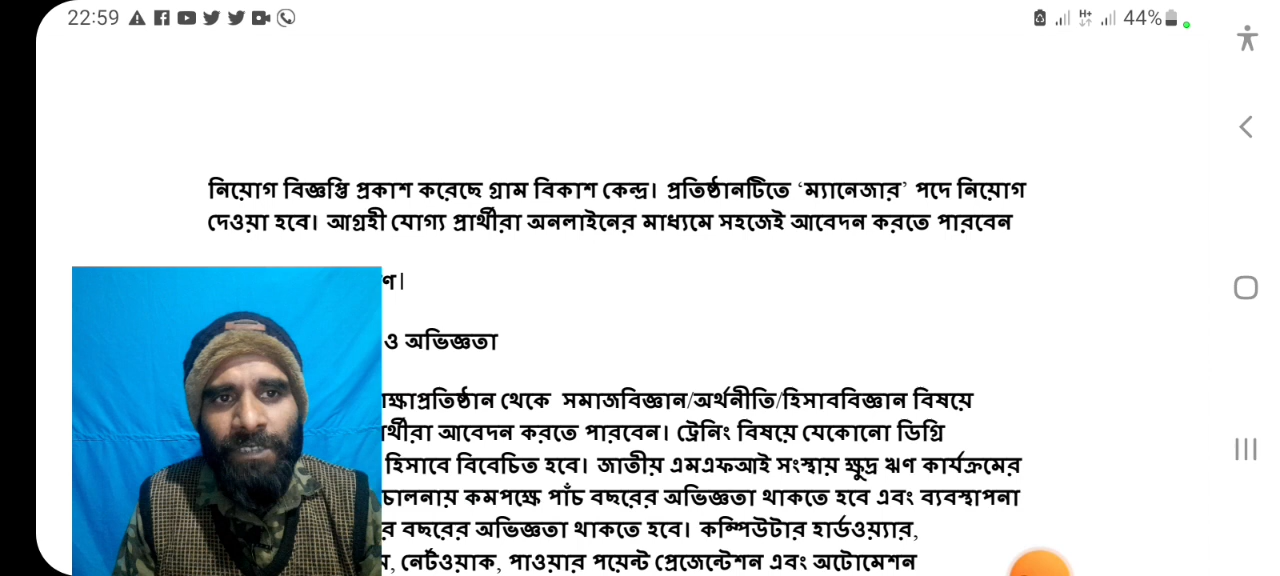 22:59
44%
নিয়োগ বিজ্ঞপ্তি প্রকাশ করেছে গ্রাম বিকাশ কেন্দ্র। প্রতিষ্ঠানটিতে ‘ম্যানেজার’ পদে নিয়োগ
দেওয়া হবে। আগ্রহী যোগ্য প্রার্থীরা অনলাইনের মাধ্যমে সহজেই আবেদন করতে পারবেন
ও অভিজ্ঞতা
থেকে সমাজবিজ্ঞান/অর্থনীতি/হিসাববিজ্ঞান বিষয়ে
আবেদন করতে পারবেন। ট্রেনিং বিষয়ে যেকোনো ডিগ্রি
হিসাবে বিবেচিত হবে। জাতীয় এমএফআই সংস্থায় ক্ষুদ্র ঋণ কার্যক্রমের
কমপক্ষে পাঁচ বছরের অভিজ্ঞতা থাকতে হবে এবং ব্যবস্থাপনা
বছরের অভিজ্ঞতা থাকতে হবে। কম্পিউটার হার্ডওয়্যার,
নেটওয়াক, পাওয়ার পয়েন্ট প্রেজেন্টেশন এবং অটোমেশন